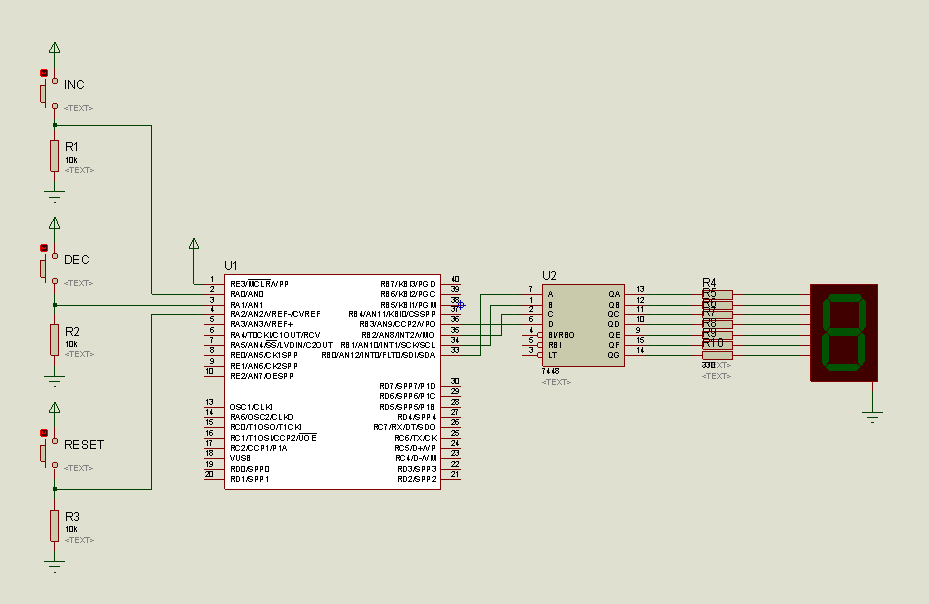 INC
<TEXT>
R1
10k
<TEXT>
DEC
<TEXT>
R2
10k
<TEXT>
RESET
<TEXT>
R3
10k
<TEXT>
U1
1 RE3/MCLR/VPP
2 RA0/AN0
3 RA1/AN1
4 RA2/AN2/VREF-/CVREF
5 RA3/AN3/VREF+
6 RA4/T0CKI/C1OUT/RCV
7 RA5/AN4/SS/LVDIN/C2OUT
8 RE0/AN5/CK1SPP
9 RE1/AN6/CK2SPP
10 RE2/AN7/OESPP
13 OSC1/CLKI
14 RA6/OSC2/CLKO
15 RC0/T1OSO/T1CKI
16 RC1/T1OSI/CCP2/UOE
17 RC2/CCP1/P1A
18 VUSB
19 RD0/SPP0
20 RD1/SPP1
RB7/KBI3/PGD 40
RB6/KBI2/PGC 39
RB5/KBI1/PGM 38
RB4/AN11/KBI0/CSSPP 37
RB3/AN9/CCP2/VPO 36
RB2/AN8/INT2/VMO 35
RB1/AN10/INT1/SCK/SCL 34
RB0/AN12/INT0/FLT0/SDI/SDA 33
RD7/SPP7/P1D 30
RD6/SPP6/P1C 29
RD5/SPP5/P1B 28
RD4/SPP4 27
RC7/RX/DT/SDO 26
RC6/TX/CK 25
RC5/D+/VP 24
RC4/D-/VM 23
RD3/SPP3 22
RD2/SPP2 21
U2
7 A QA 13
1 B QB 12
2 C QC 11
6 D QD 10
4 BI/RBO QE 9
5 RBI QF 15
3 LT QG 14
7448
<TEXT>
R4
R5
R6
R7
R8
R9
R10
330
<TEXT>
<TEXT>